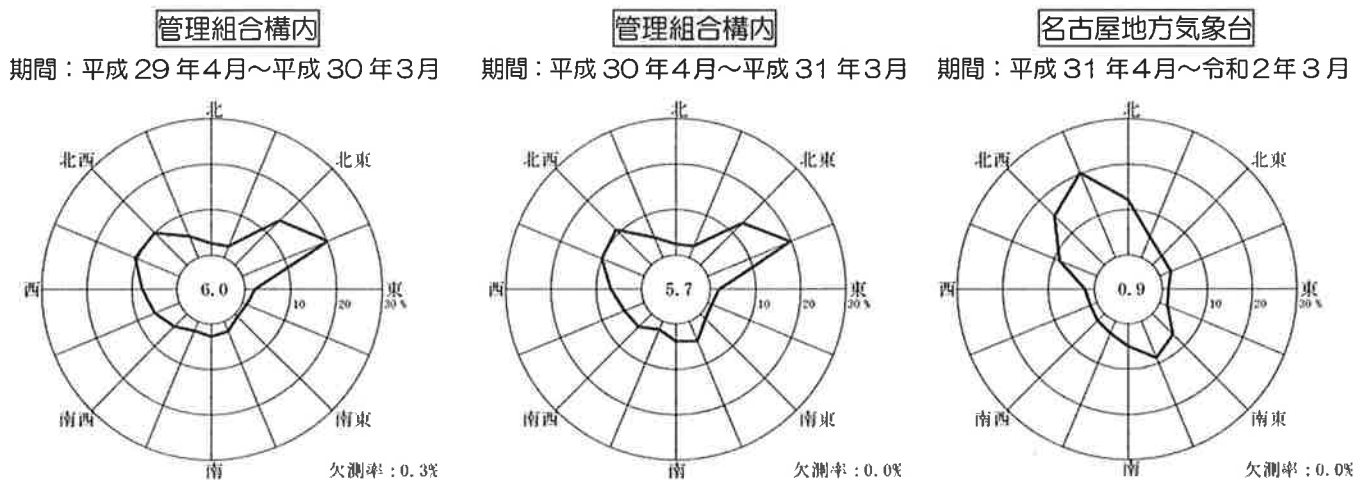 管理組合構内
期間：平成29年4月～平成30年3月
北
北西
北東
西
6.0
10
20
東
30%
南西
南東
南
欠測率：0.3%
管理組合構内
期間：平成30年4月～平成31年3月
北
北西
北東
西
5.7
10
20
東
30%
南西
南東
南
欠測率：0.0%
名古屋地方気象台
期間：平成31年4月～令和2年3月
北
北西
北東
西
0.9
10
20
東
30%
南西
南東
南
欠測率：0.0%